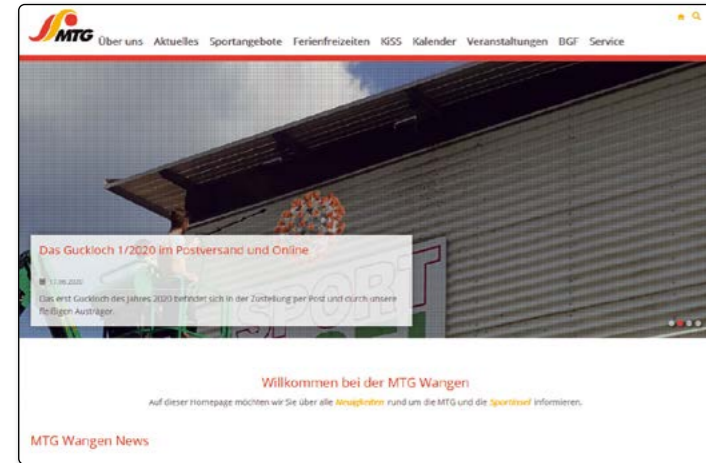 MTG
Über uns Aktuelles Sportangebote Ferienfreizeiten KiSS Kalender Veranstaltungen BGF Service
SPORT
Das Guckloch 1/2020 im Postversand und Online
Das erst Guckloch des Jahres 2020 befindet sich in der Zustellung per Post und durch unsere
fleißigen Austräger.
Willkommen bei der MTG Wangen
Auf dieser Homepage möchten wir Sie über alle Neuigkeiten rund um die MTG und die Sportinsel informieren.
MTG Wangen News